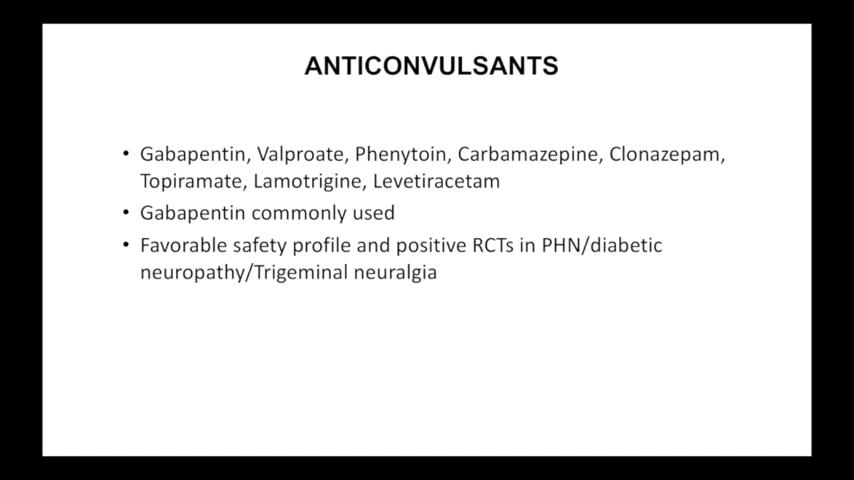 ANTICONVULSANTS
• Gabapentin, Valproate, Phenytoin, Carbamazepine, Clonazepam,
Topiramate, Lamotrigine, Levetiracetam
• Gabapentin commonly used
• Favorable safety profile and positive RCTs in PHN/diabetic
neuropathy/Trigeminal neuralgia